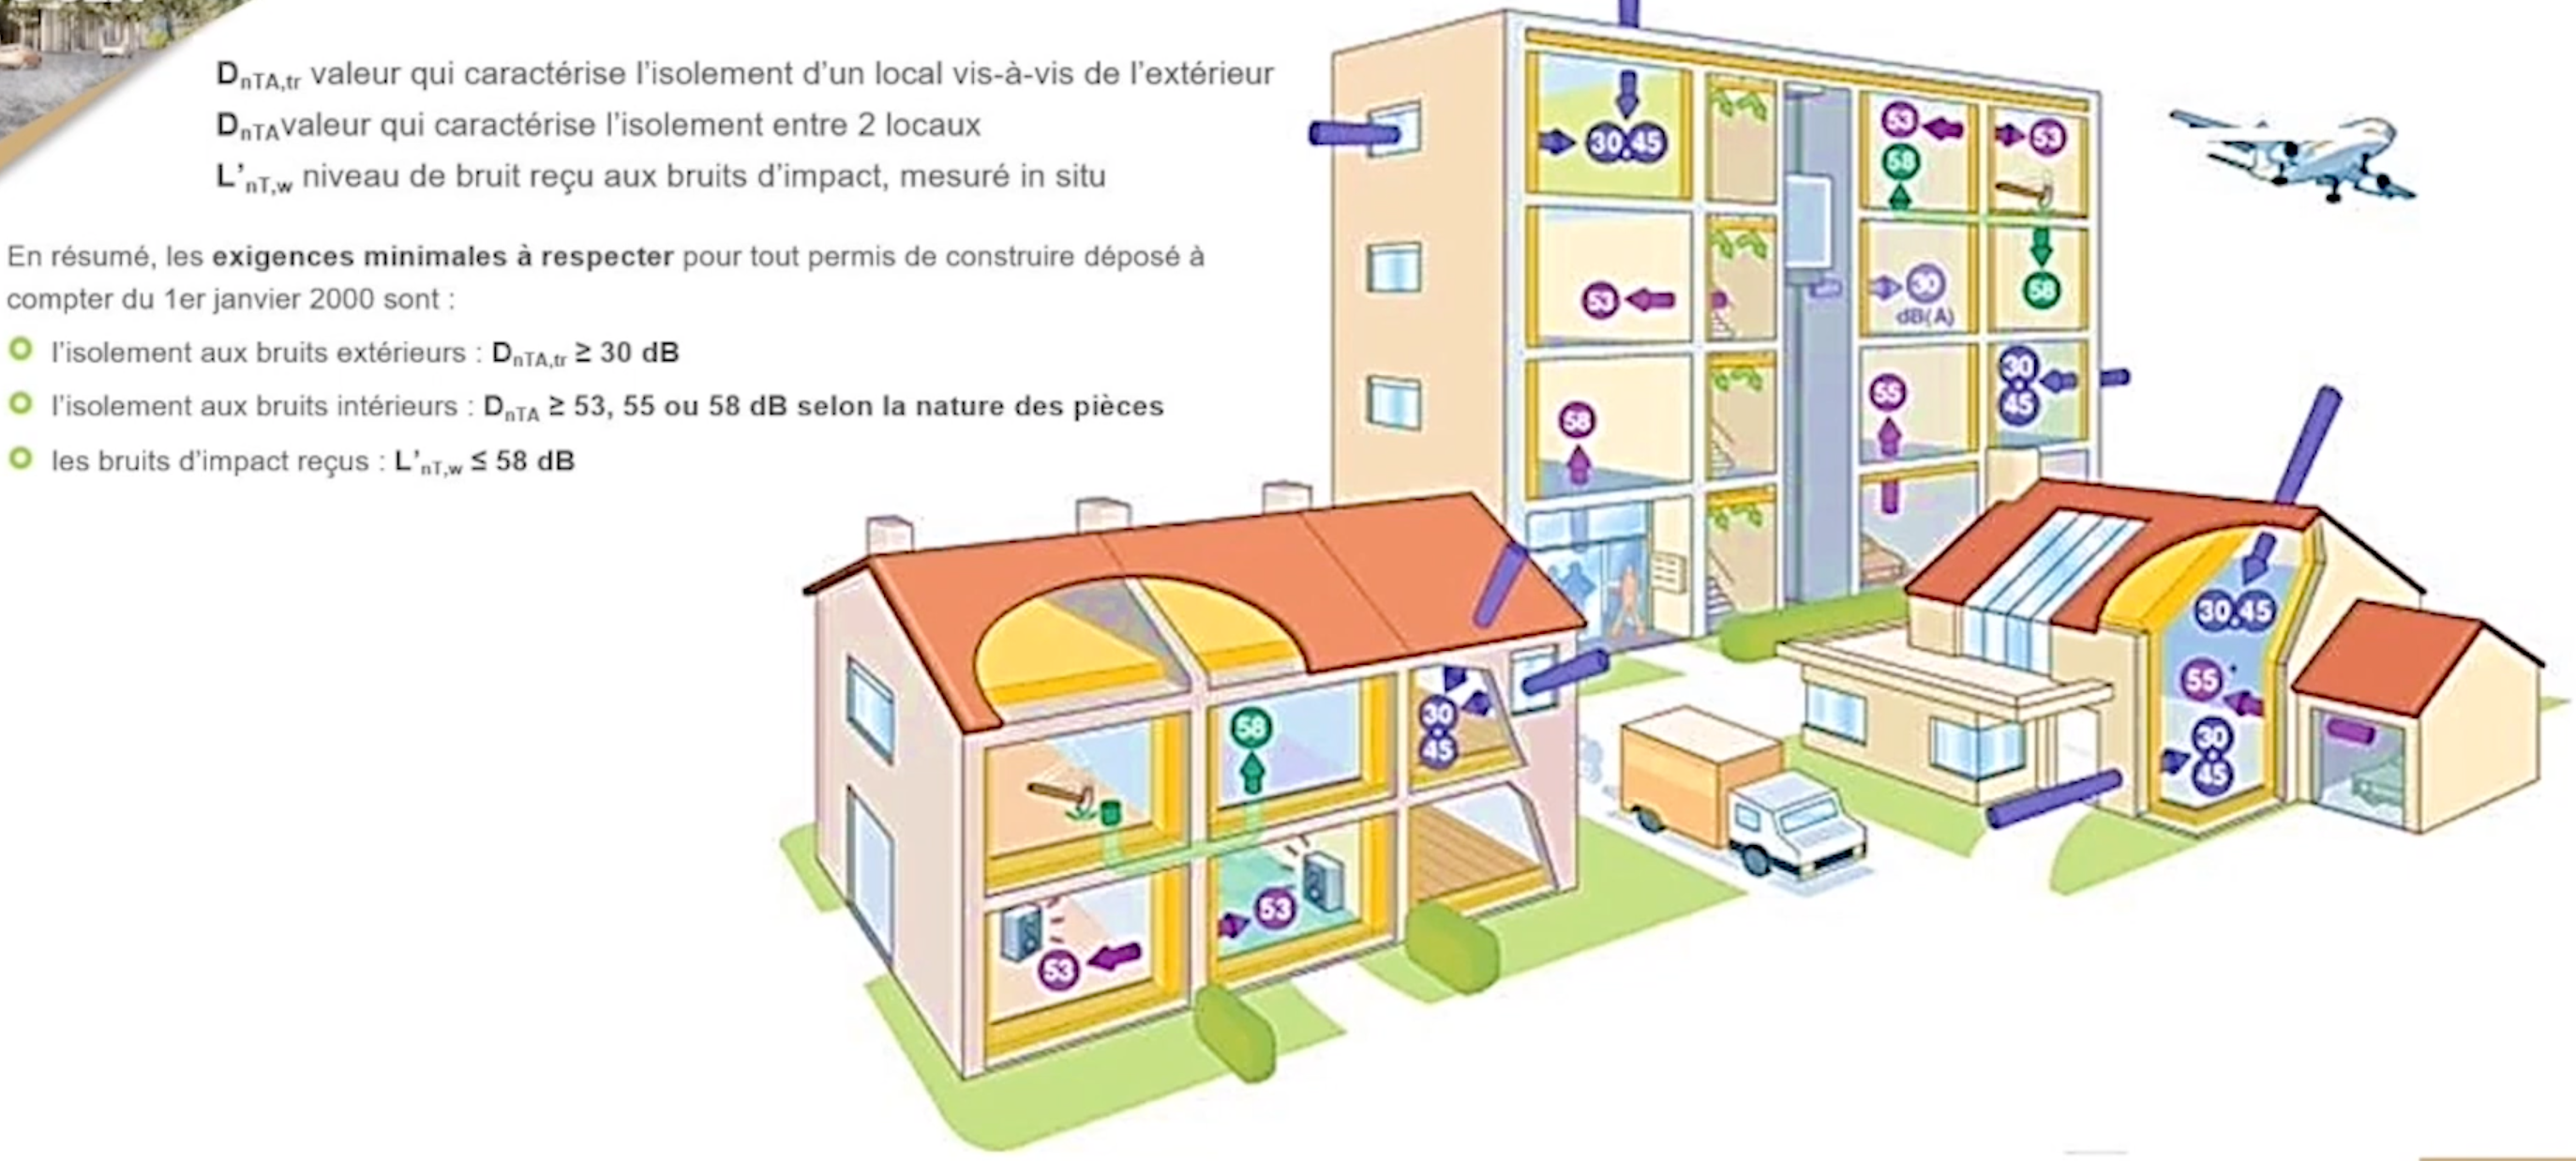 DnTA,tr valeur qui caractérise l'isolement d'un local vis-à-vis de l'extérieur
DnTAvaleur qui caractérise l'isolement entre 2 locaux
L'nT,w niveau de bruit reçu aux bruits d'impact, mesuré in situ
En résumé, les exigences minimales à respecter pour tout permis de construire déposé à
compter du 1er janvier 2000 sont :
l'isolement aux bruits extérieurs : DnTA,tr ≥ 30 dB
l'isolement aux bruits intérieurs : DnTA ≥ 53, 55 ou 58 dB selon la nature des pièces
les bruits d'impact reçus : L'nT,w ≤ 58 dB
30.45
53
53
58
53
30
dB(A)
58
58
55
30
45
30.45
55
30
45
58
30
45
53
53